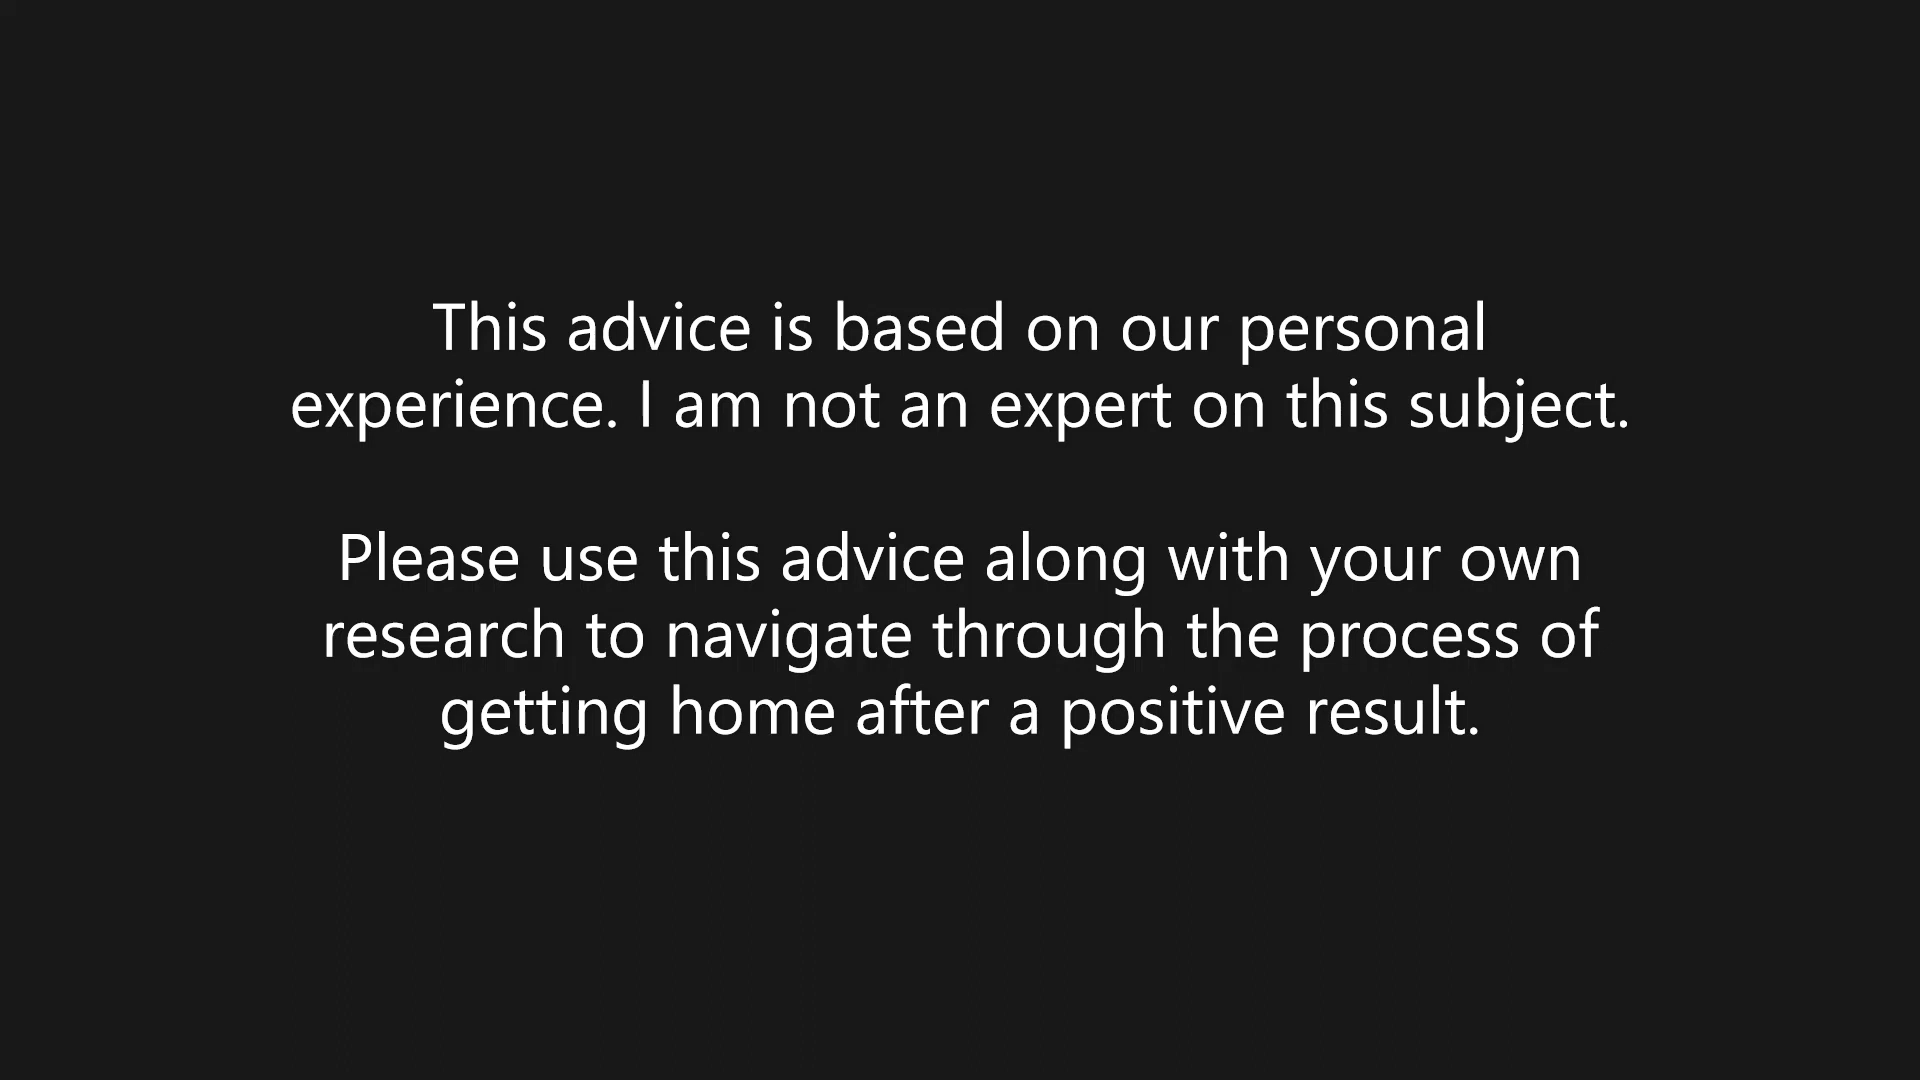 This advice is based on our personal
experience. I am not an expert on this subject.
Please use this advice along with your own
research to navigate through the process of
getting home after a positive result.